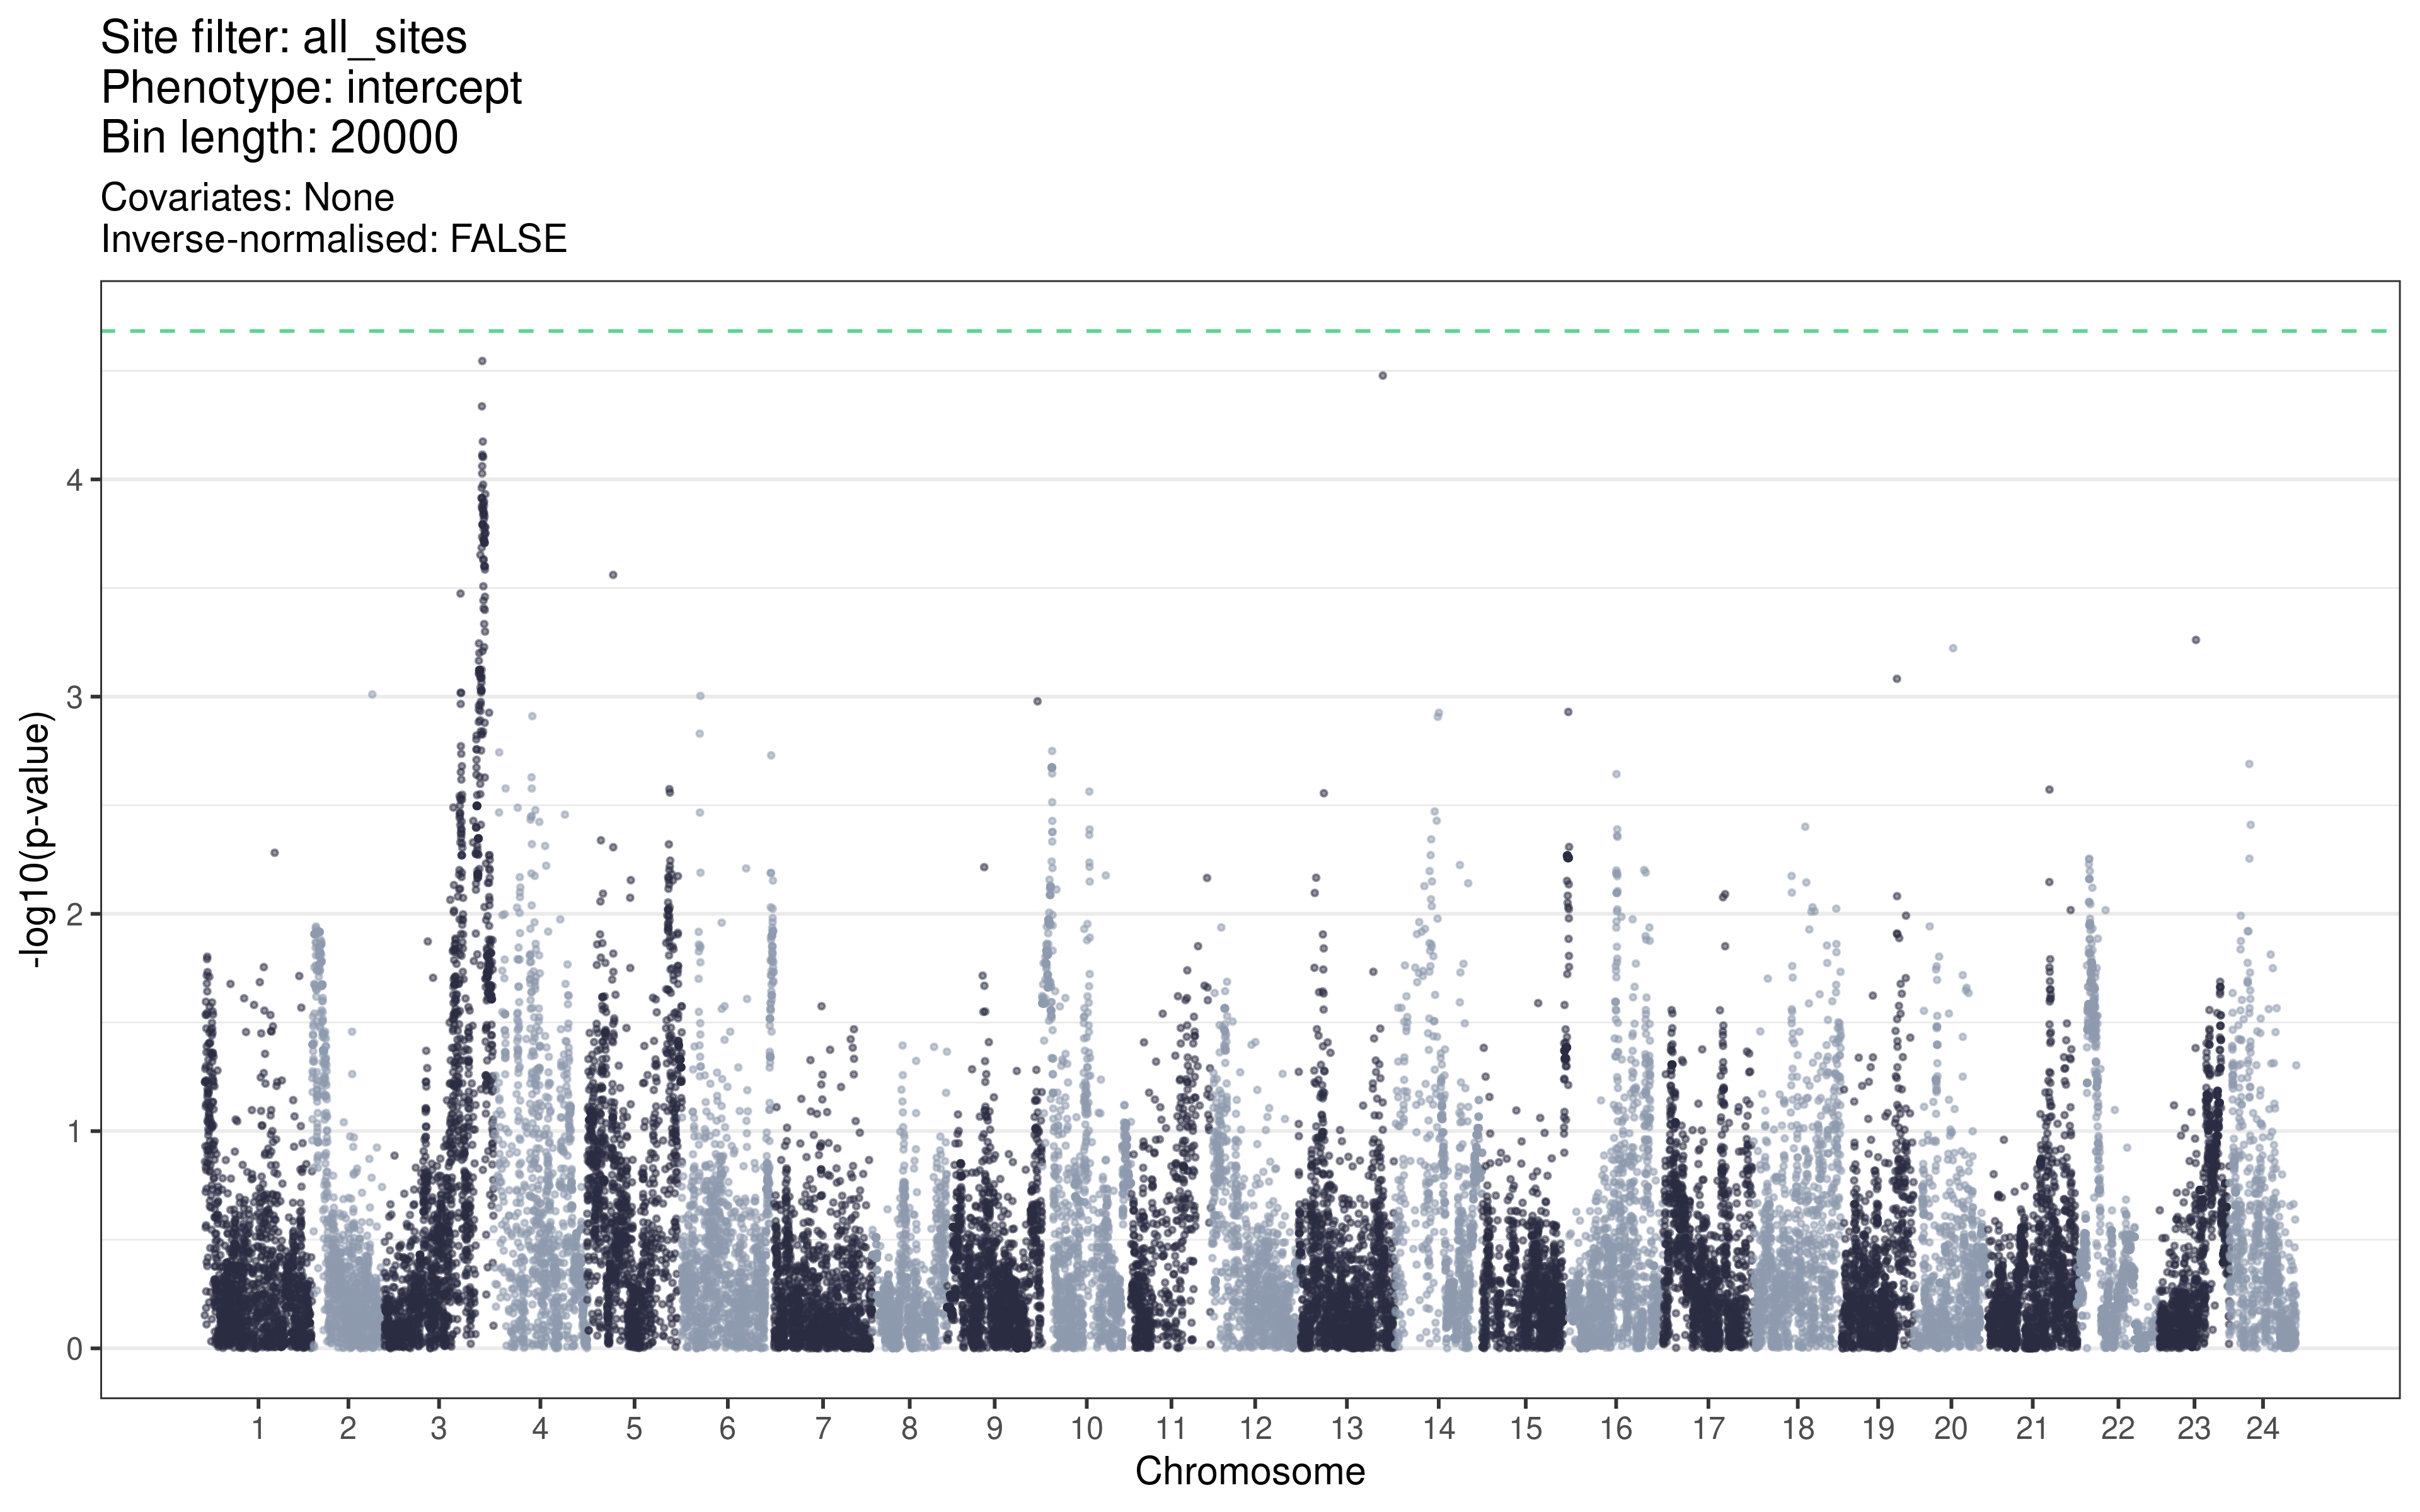 Site filter: all_sites
Phenotype: intercept
Bin length: 20000
Covariates: None
Inverse-normalised: FALSE
-log10(p-value)
4
3
2
1
0
1 2 3 4 5 6 7 8 9 10 11 12 13 14 15 16 17 18 19 20 21 22 23 24
Chromosome